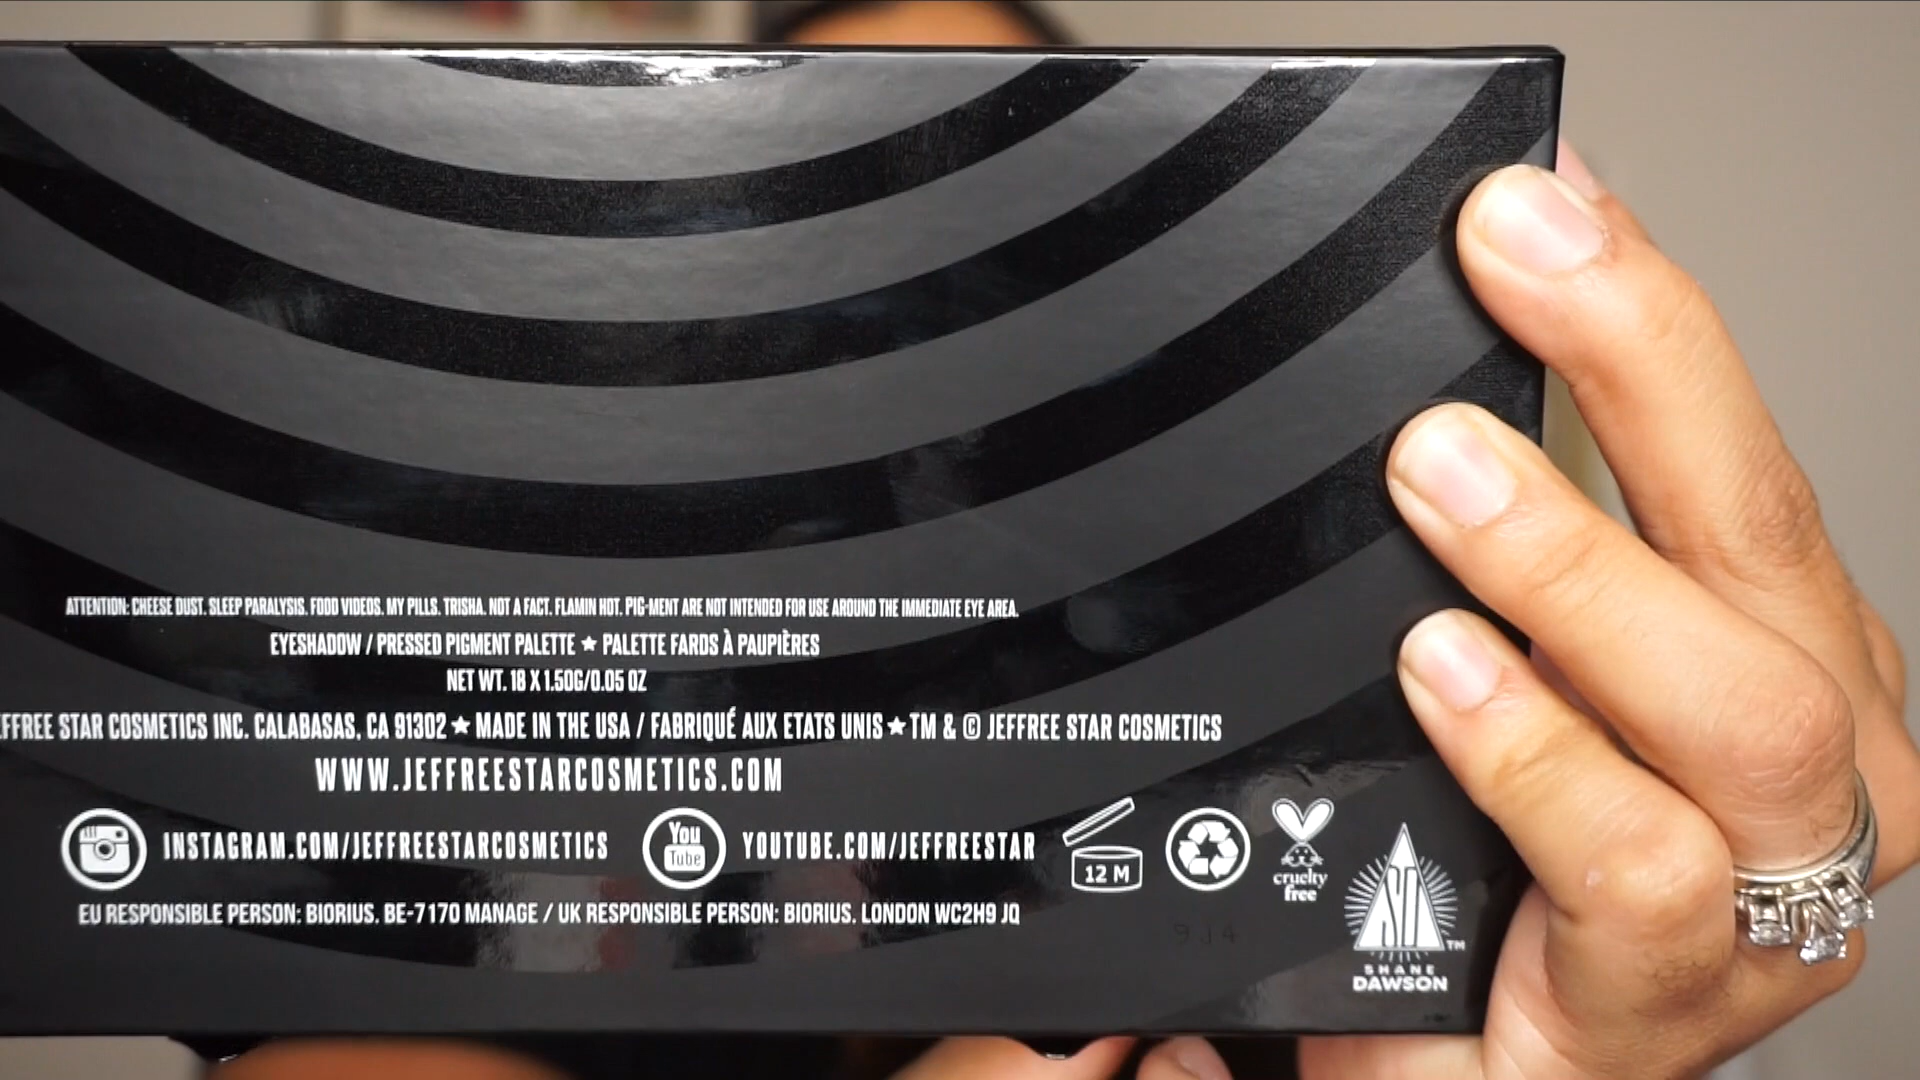 ATTENTION: CHEESE DUST. SLEEP PARALYSIS. FOOD VIDEOS. MY PILLS. TRISHA. NOT A FACT. FLAMIN HOT. PIG-MENT ARE NOT INTENDED FOR USE AROUND THE IMMEDIATE EYE AREA.
EYESHADOW / PRESSED PIGMENT PALETTE ★ PALETTE FARDS À PAUPIÈRES
NET WT. 18 X 1.50G/0.05 OZ
EFFREE STAR COSMETICS INC. CALABASAS, CA 91302 ★ MADE IN THE USA / FABRIQUÉ AUX ETATS UNIS ★ TM & © JEFFREE STAR COSMETICS
WWW.JEFFREESTARCOSMETICS.COM
INSTAGRAM.COM/JEFFREESTARCOSMETICS You Tube YOUTUBE.COM/JEFFREESTAR
12 M
cruelty
free
EU RESPONSIBLE PERSON: BIORIUS. BE-7170 MANAGE / UK RESPONSIBLE PERSON: BIORIUS. LONDON WC2H9 JQ
9J4
TM
SHANE
DAWSON